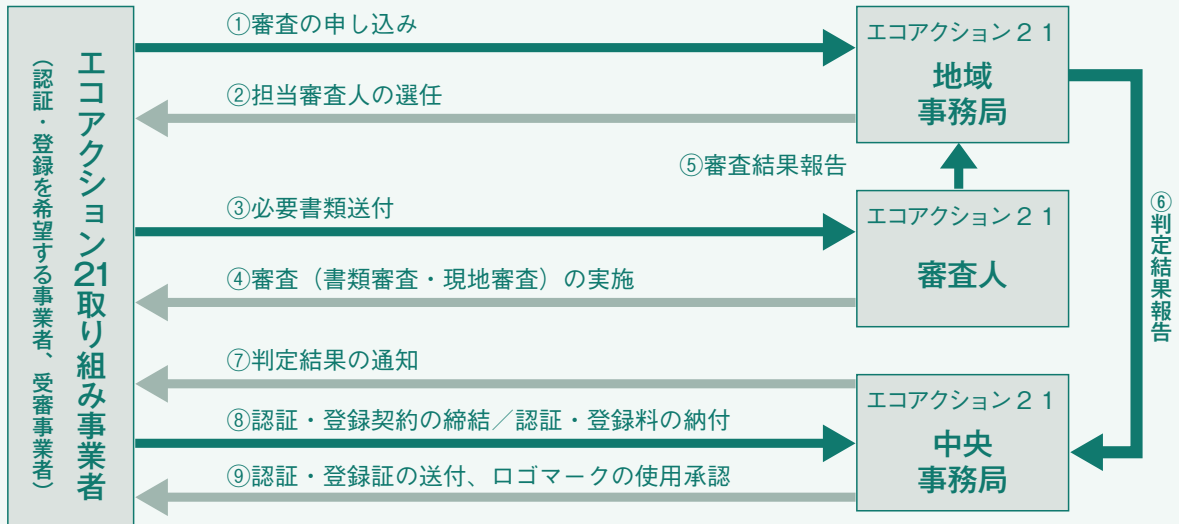 エコアクション21取り組み事業者
（認証・登録を希望する事業者、受審事業者）
①審査の申し込み
②担当審査人の選任
エコアクション２１
地域
事務局
⑤審査結果報告
③必要書類送付
④審査（書類審査・現地審査）の実施
エコアクション２１
審査人
⑥判定結果報告
⑦判定結果の通知
⑧認証・登録契約の締結／認証・登録料の納付
⑨認証・登録証の送付、ロゴマークの使用承認
エコアクション２１
中央
事務局